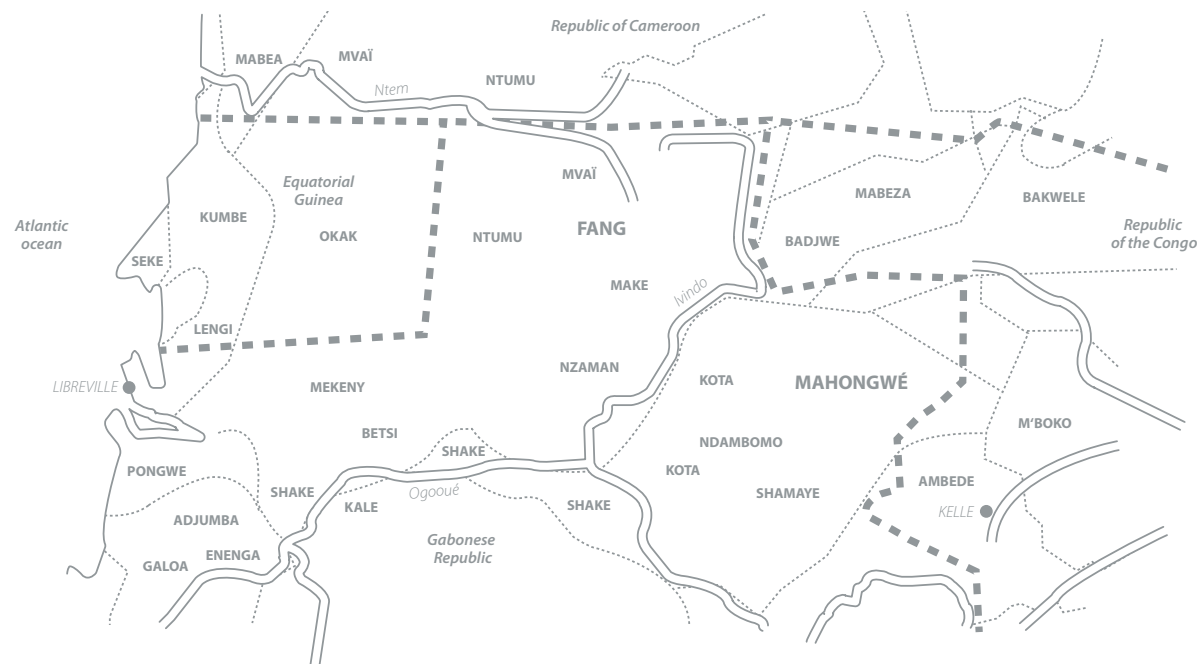 Republic of Cameroon
MABEA
MVAÏ
NTUMU
Ntem
MVAÏ
Equatorial
Guinea
MABEZA
BAKWELE
KUMBE
Atlantic
ocean
OKAK
NTUMU
FANG
BADJWE
Republic
of the Congo
SEKE
MAKE
Ivindo
LENGI
NZAMAN
LIBREVILLE
MEKENY
KOTA
MAHONGWÉ
M'BOKO
BETSI
NDAMBOMO
SHAKE
PONGWE
KOTA
AMBEDE
SHAKE
Ogooué
SHAMAYE
KALE
SHAKE
KELLE
ADJUMBA
Gabonese
Republic
ENENGA
GALOA